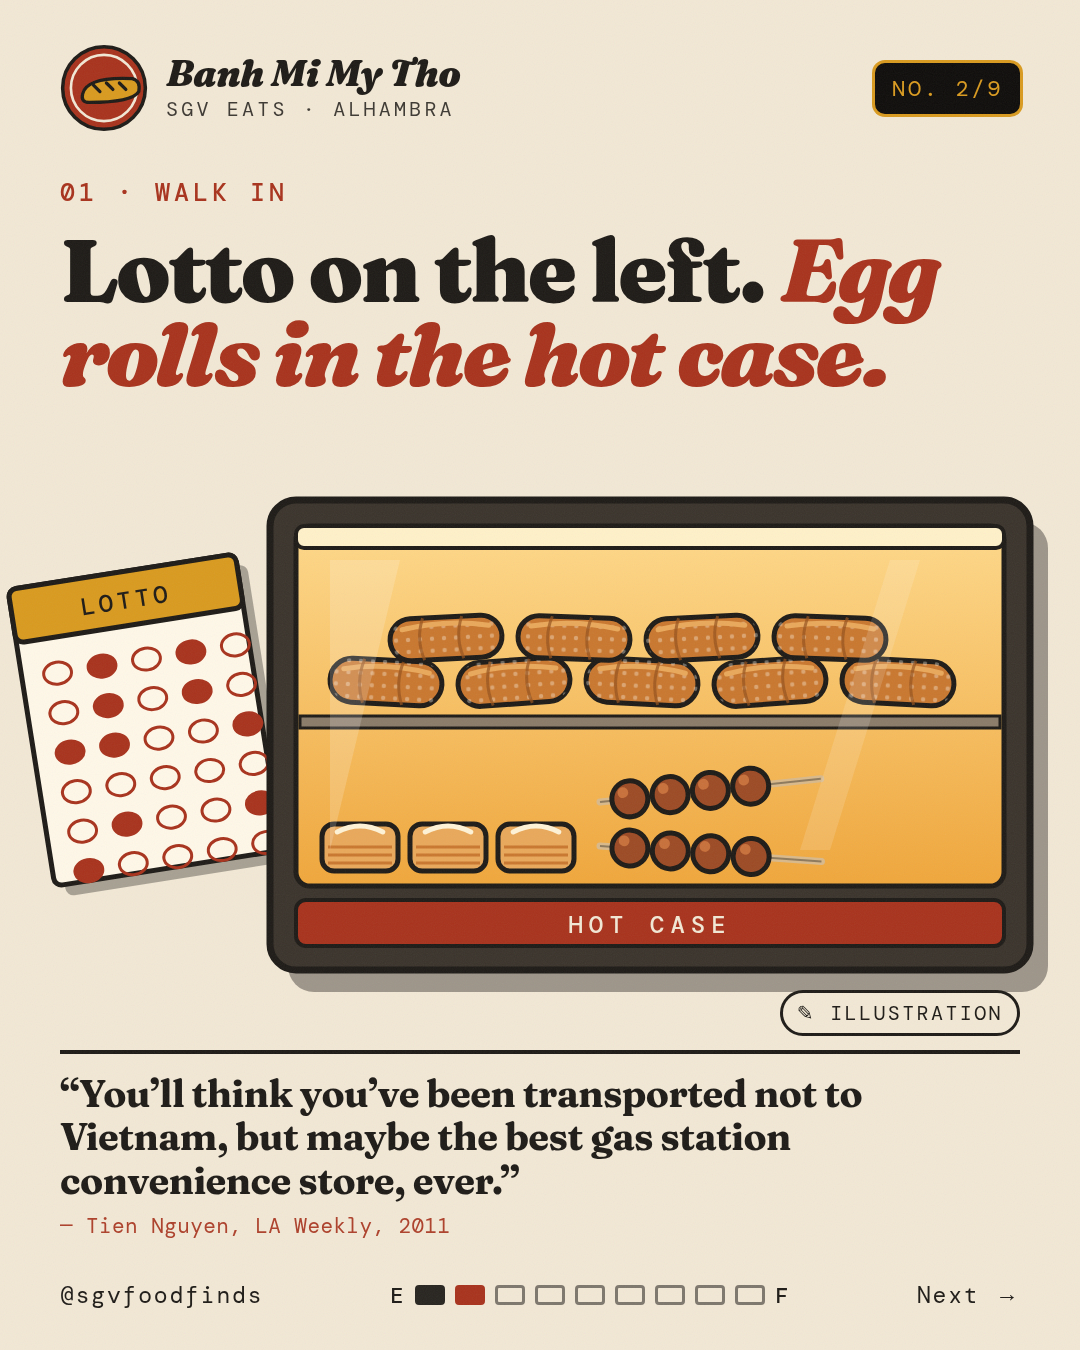 Banh Mi My Tho
SGV EATS · ALHAMBRA
NO. 2/9
01 · WALK IN
Lotto on the left. Egg
rolls in the hot case.
LOTTO
HOT CASE
✎ ILLUSTRATION
“You’ll think you’ve been transported not to
Vietnam, but maybe the best gas station
convenience store, ever.”
— Tien Nguyen, LA Weekly, 2011
@sgvfoodfinds
E F
Next →